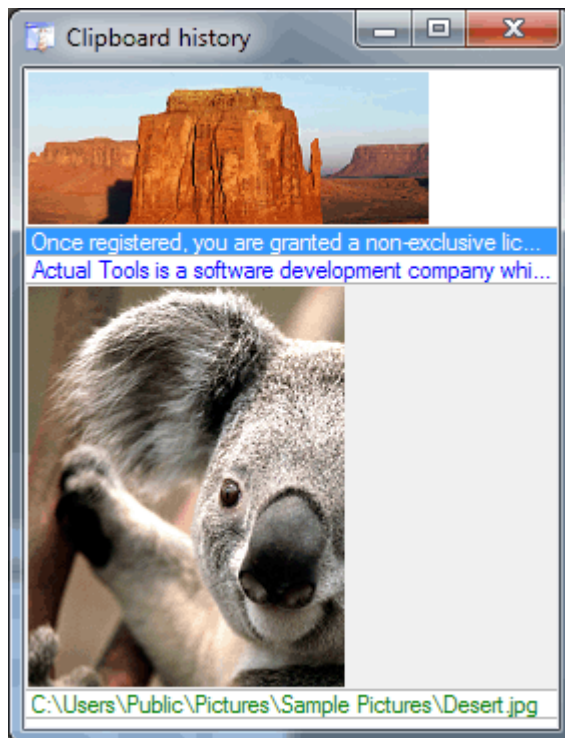 Clipboard history
Once registered, you are granted a non-exclusive lic...
Actual Tools is a software development company whi...
C:\Users\Public\Pictures\Sample Pictures\Desert.jpg